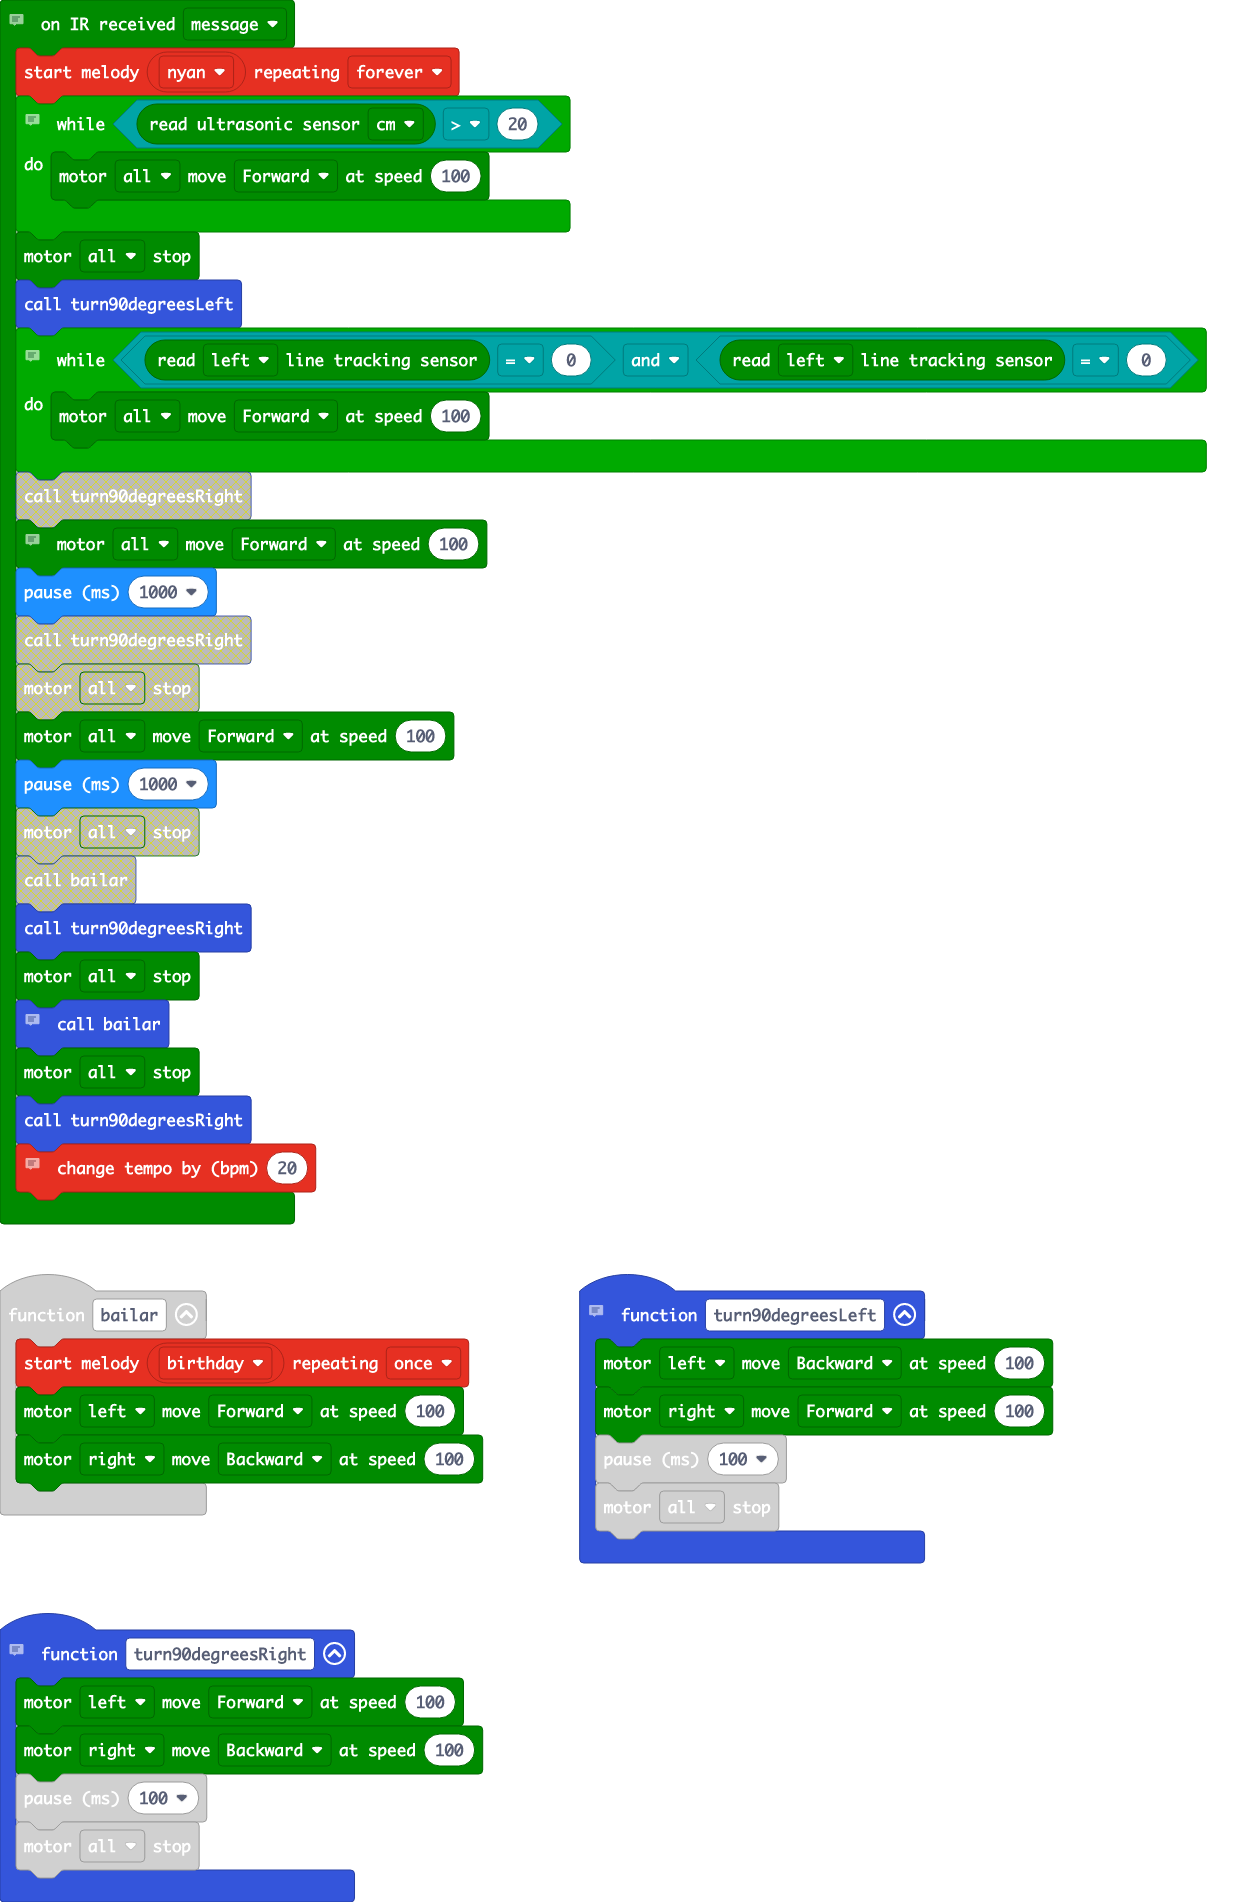 on IR received message
start melody nyan repeating forever
while read ultrasonic sensor cm > 20
do motor all move Forward at speed 100
motor all stop
call turn90degreesLeft
while read left line tracking sensor = 0 and read left line tracking sensor = 0
do motor all move Forward at speed 100
call turn90degreesRight
motor all move Forward at speed 100
pause (ms) 1000
call turn90degreesRight
motor all stop
motor all move Forward at speed 100
pause (ms) 1000
motor all stop
call bailar
call turn90degreesRight
motor all stop
call bailar
motor all stop
call turn90degreesRight
change tempo by (bpm) 20
function bailar
start melody birthday repeating once
motor left move Forward at speed 100
motor right move Backward at speed 100
function turn90degreesLeft
motor left move Backward at speed 100
motor right move Forward at speed 100
pause (ms) 100
motor all stop
function turn90degreesRight
motor left move Forward at speed 100
motor right move Backward at speed 100
pause (ms) 100
motor all stop